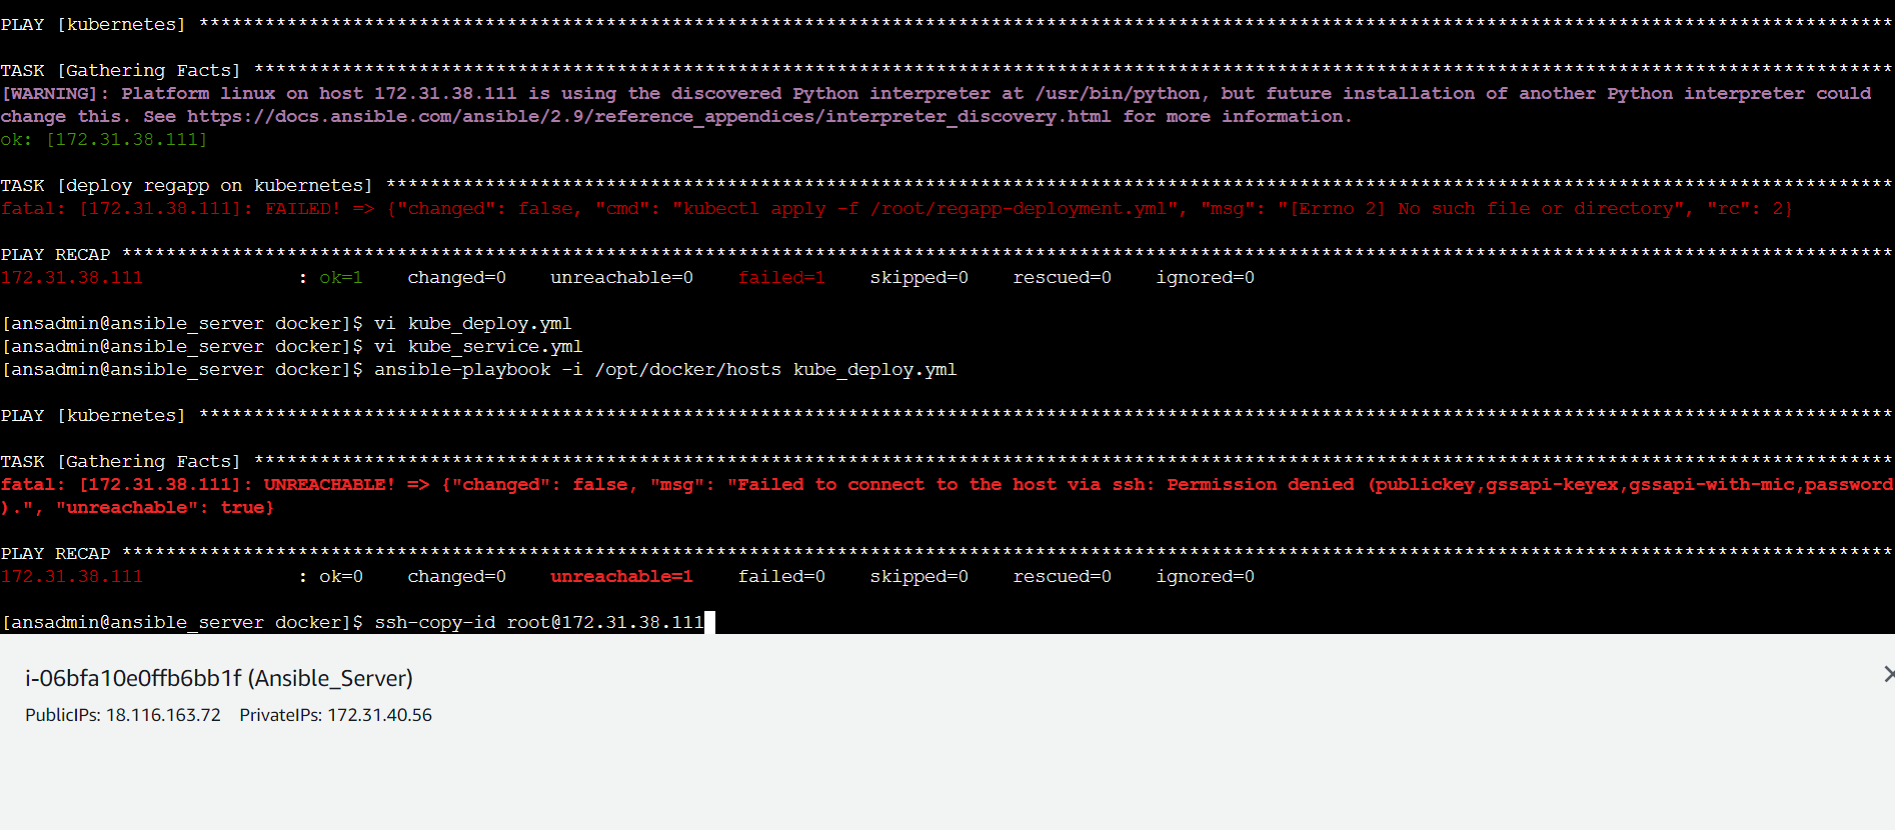 PLAY [kubernetes] **********************************************************************************************************************************************************
TASK [Gathering Facts] *****************************************************************************************************************************************************
[WARNING]: Platform linux on host 172.31.38.111 is using the discovered Python interpreter at /usr/bin/python, but future installation of another Python interpreter could
change this. See https://docs.ansible.com/ansible/2.9/reference_appendices/interpreter_discovery.html for more information.
ok: [172.31.38.111]
TASK [deploy regapp on kubernetes] *****************************************************************************************************************************************
fatal: [172.31.38.111]: FAILED! => {"changed": false, "cmd": "kubectl apply -f /root/regapp-deployment.yml", "msg": "[Errno 2] No such file or directory", "rc": 2}
PLAY RECAP *****************************************************************************************************************************************************************
172.31.38.111 : ok=1 changed=0 unreachable=0 failed=1 skipped=0 rescued=0 ignored=0
[ansadmin@ansible_server docker]$ vi kube_deploy.yml
[ansadmin@ansible_server docker]$ vi kube_service.yml
[ansadmin@ansible_server docker]$ ansible-playbook -i /opt/docker/hosts kube_deploy.yml
PLAY [kubernetes] **********************************************************************************************************************************************************
TASK [Gathering Facts] *****************************************************************************************************************************************************
fatal: [172.31.38.111]: UNREACHABLE! => {"changed": false, "msg": "Failed to connect to the host via ssh: Permission denied (publickey,gssapi-keyex,gssapi-with-mic,password
).", "unreachable": true}
PLAY RECAP *****************************************************************************************************************************************************************
172.31.38.111 : ok=0 changed=0 unreachable=1 failed=0 skipped=0 rescued=0 ignored=0
[ansadmin@ansible_server docker]$ ssh-copy-id root@172.31.38.111
i-06bfa10e0ffb6bb1f (Ansible_Server)
PublicIPs: 18.116.163.72 PrivateIPs: 172.31.40.56